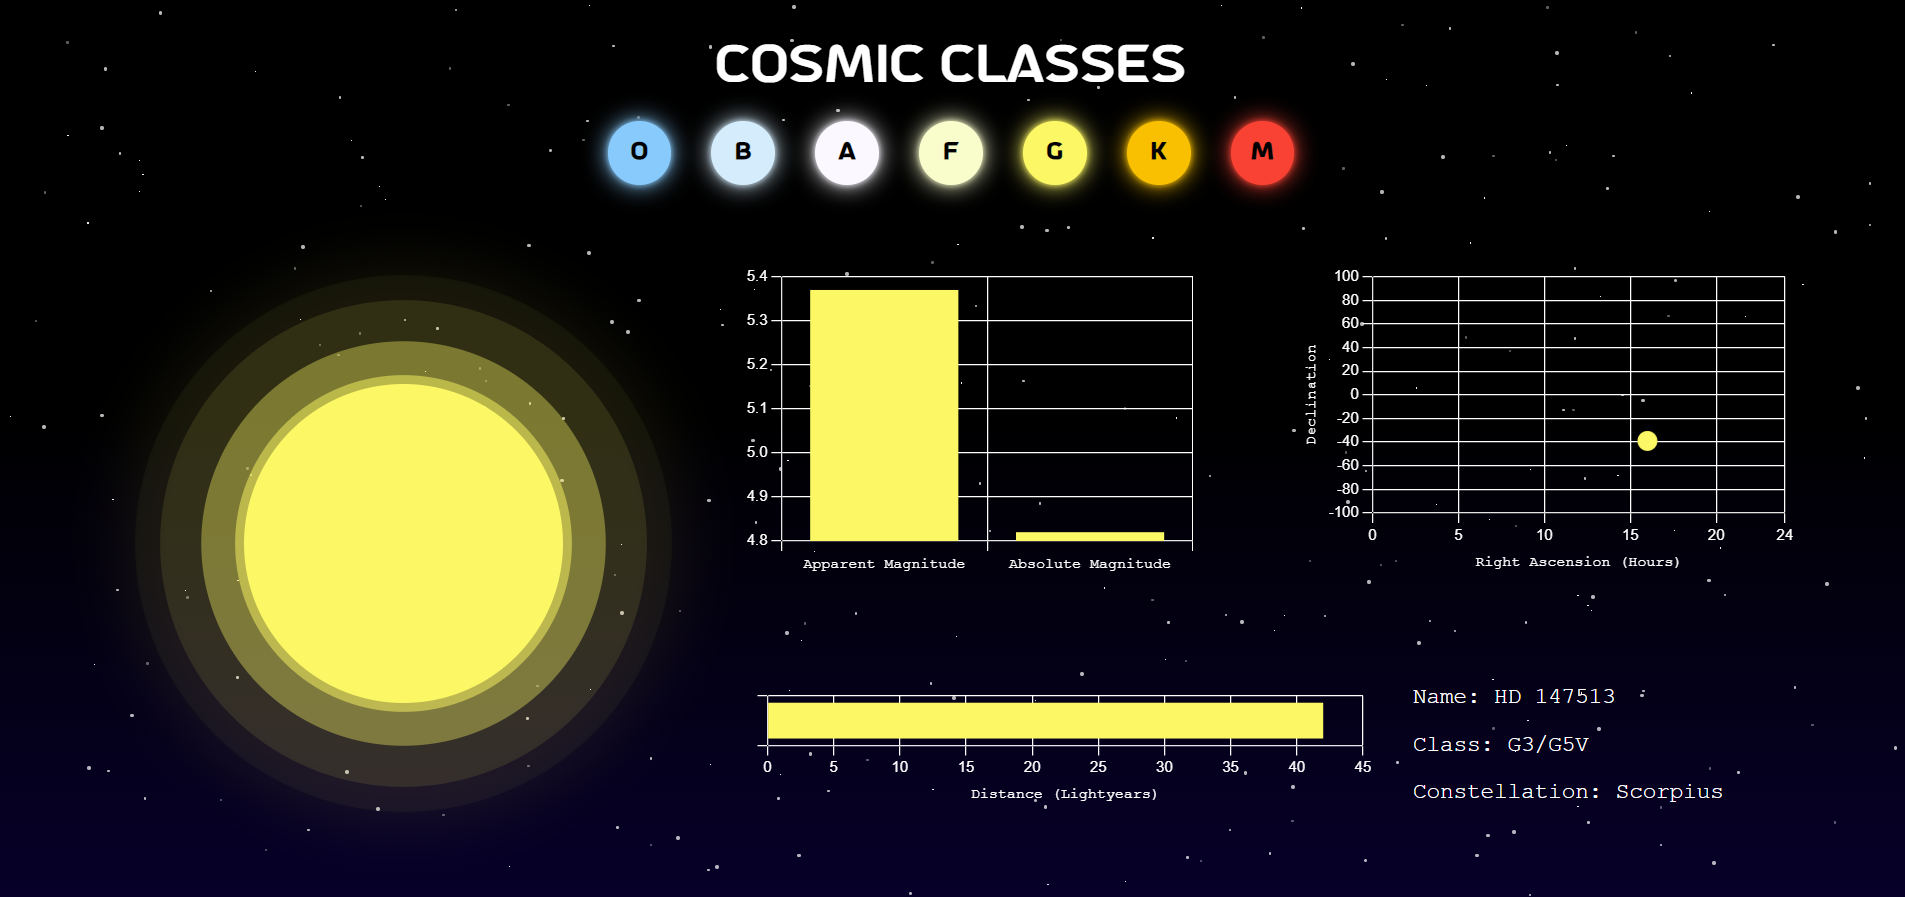 COSMIC CLASSES
O B A F G K M
5.4
5.3
5.2
5.1
5.0
4.9
4.8
Apparent Magnitude Absolute Magnitude
Declination
100
80
60
40
20
0
-20
-40
-60
-80
-100
0 5 10 15 20 24
Right Ascension (Hours)
0 5 10 15 20 25 30 35 40 45
Distance (Lightyears)
Name: HD 147513
Class: G3/G5V
Constellation: Scorpius